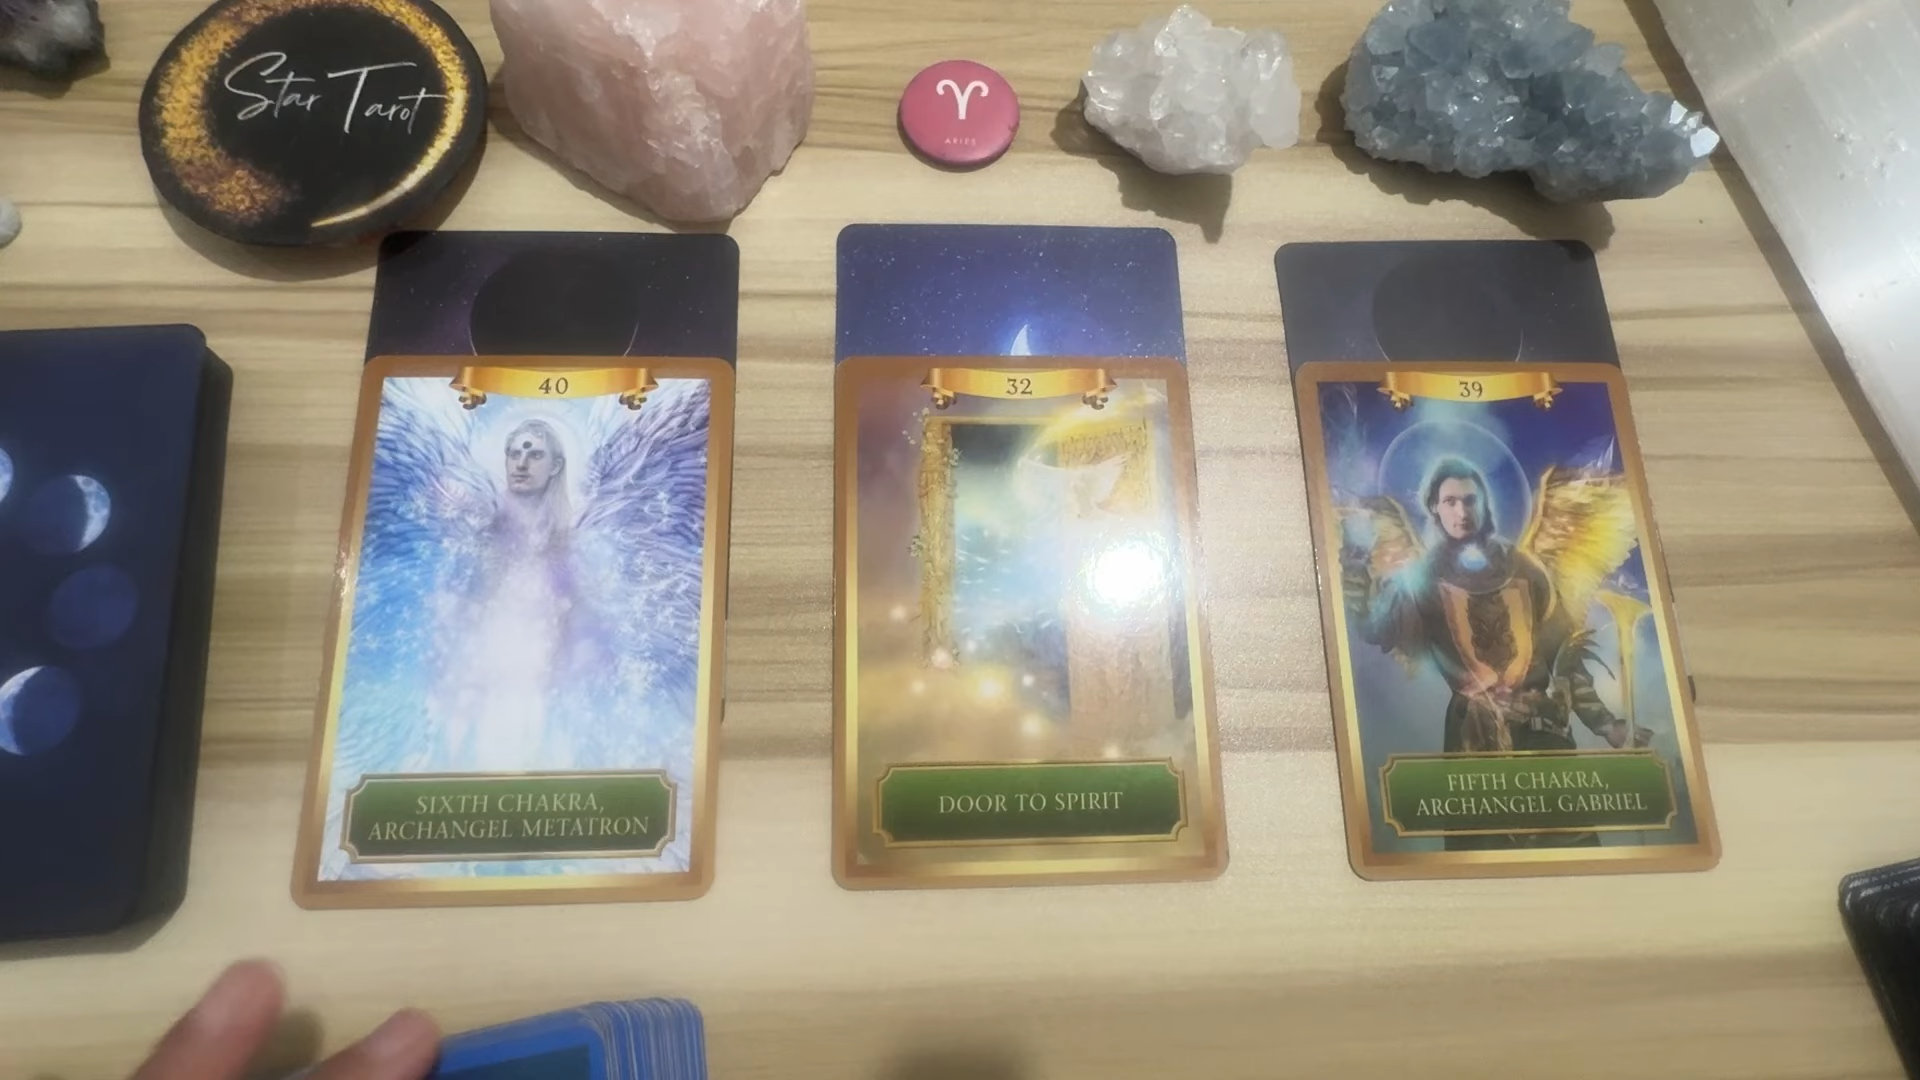 Star Tarot
ARIES
40
SIXTH CHAKRA,
ARCHANGEL METATRON
32
DOOR TO SPIRIT
39
FIFTH CHAKRA,
ARCHANGEL GABRIEL